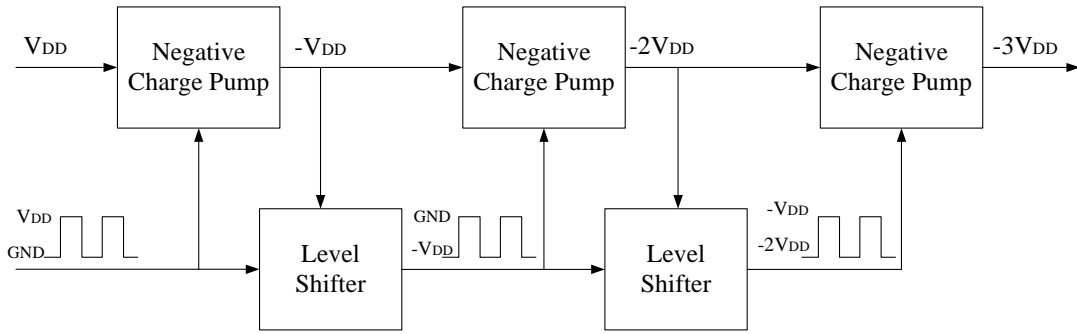 VDD
Negative
Charge Pump
-VDD
Negative
Charge Pump
-2VDD
Negative
Charge Pump
-3VDD
VDD
GND
Level
Shifter
GND
-VDD
Level
Shifter
-VDD
-2VDD